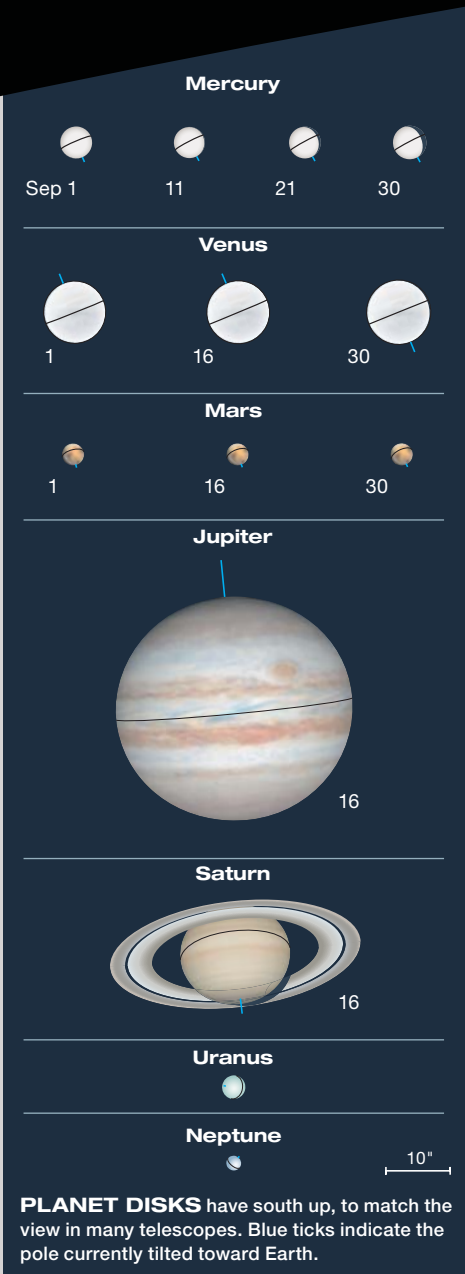 Mercury
Sep 1 11 21 30
Venus
1 16 30
Mars
1 16 30
Jupiter
16
Saturn
16
Uranus
Neptune
10"
PLANET DISKS have south up, to match the
view in many telescopes. Blue ticks indicate the
pole currently tilted toward Earth.